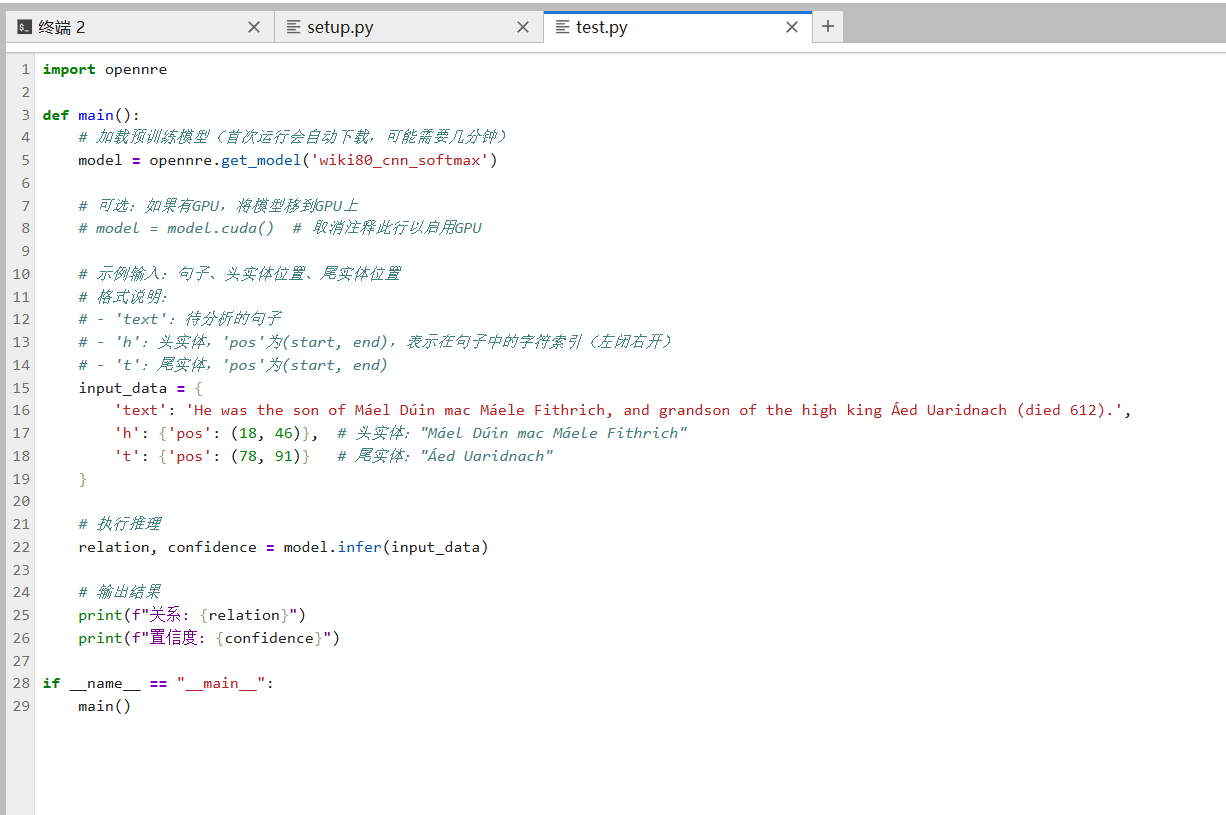 终端 2
setup.py
test.py
1 import opennre
2
3 def main():
4     # 加载预训练模型（首次运行会自动下载，可能需要几分钟）
5     model = opennre.get_model('wiki80_cnn_softmax')
6
7     # 可选：如果有GPU，将模型移到GPU上
8     # model = model.cuda()  # 取消注释此行以启用GPU
9
10     # 示例输入：句子、头实体位置、尾实体位置
11     # 格式说明：
12     # - 'text': 待分析的句子
13     # - 'h': 头实体，'pos'为(start, end)，表示在句子中的字符索引（左闭右开）
14     # - 't': 尾实体，'pos'为(start, end)
15     input_data = {
16         'text': 'He was the son of Máel Dúin mac Máele Fithrich, and grandson of the high king Áed Uaridnach (died 612).',
17         'h': {'pos': (18, 46)},  # 头实体："Máel Dúin mac Máele Fithrich"
18         't': {'pos': (78, 91)}   # 尾实体："Áed Uaridnach"
19     }
20
21     # 执行推理
22     relation, confidence = model.infer(input_data)
23
24     # 输出结果
25     print(f"关系: {relation}")
26     print(f"置信度: {confidence}")
27
28 if __name__ == "__main__":
29     main()